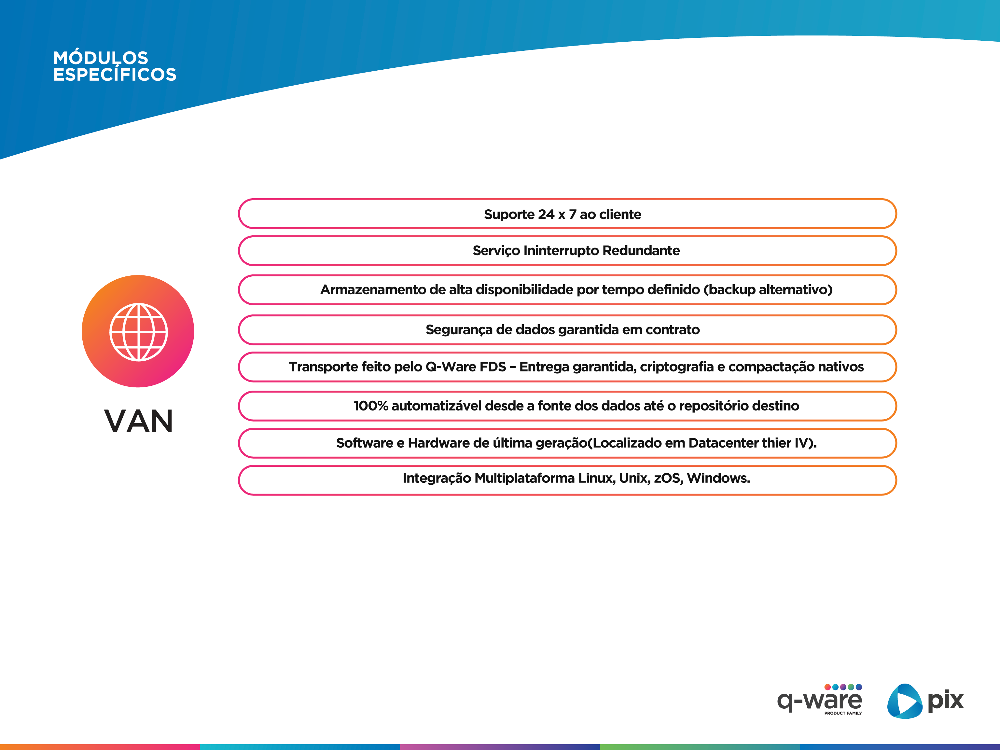 MÓDULOS
ESPECÍFICOS
Suporte 24 x 7 ao cliente
Serviço Ininterrupto Redundante
Armazenamento de alta disponibilidade por tempo definido (backup alternativo)
Segurança de dados garantida em contrato
Transporte feito pelo Q-Ware FDS – Entrega garantida, criptografia e compactação nativos
100% automatizável desde a fonte dos dados até o repositório destino
Software e Hardware de última geração(Localizado em Datacenter thier IV).
Integração Multiplataforma Linux, Unix, zOS, Windows.
VAN
q-ware
PRODUCT FAMILY
pix